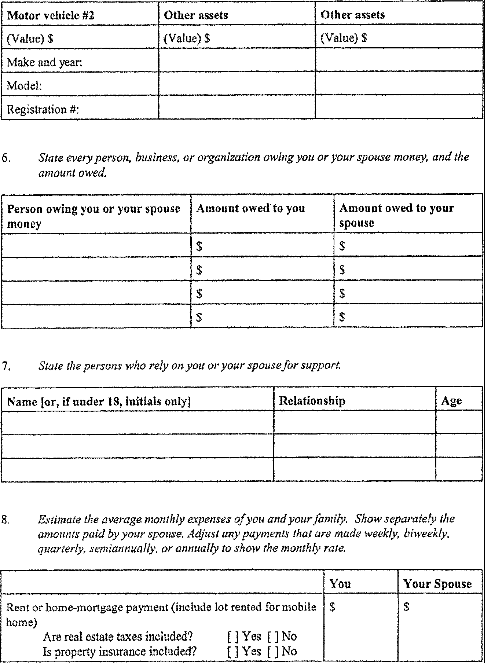 Motor vehicle #2 Other assets Other assets
(Value) $ (Value) $ (Value) $
Make and year:
Model:
Registration #:
6. State every person, business, or organization owing you or your spouse money, and the
amount owed.
Person owing you or your spouse Amount owed to you Amount owed to your
money spouse
$ $
$ $
$ $
$ $
7. State the persons who rely on you or your spouse for support.
Name [or, if under 18, initials only] Relationship Age
8. Estimate the average monthly expenses of you and your family. Show separately the
amounts paid by your spouse. Adjust any payments that are made weekly, biweekly,
quarterly, semiannually, or annually to show the monthly rate.
You Your Spouse
Rent or home-mortgage payment (include lot rented for mobile $ $
home)
Are real estate taxes included? [ ] Yes [ ] No
Is property insurance included? [ ] Yes [ ] No